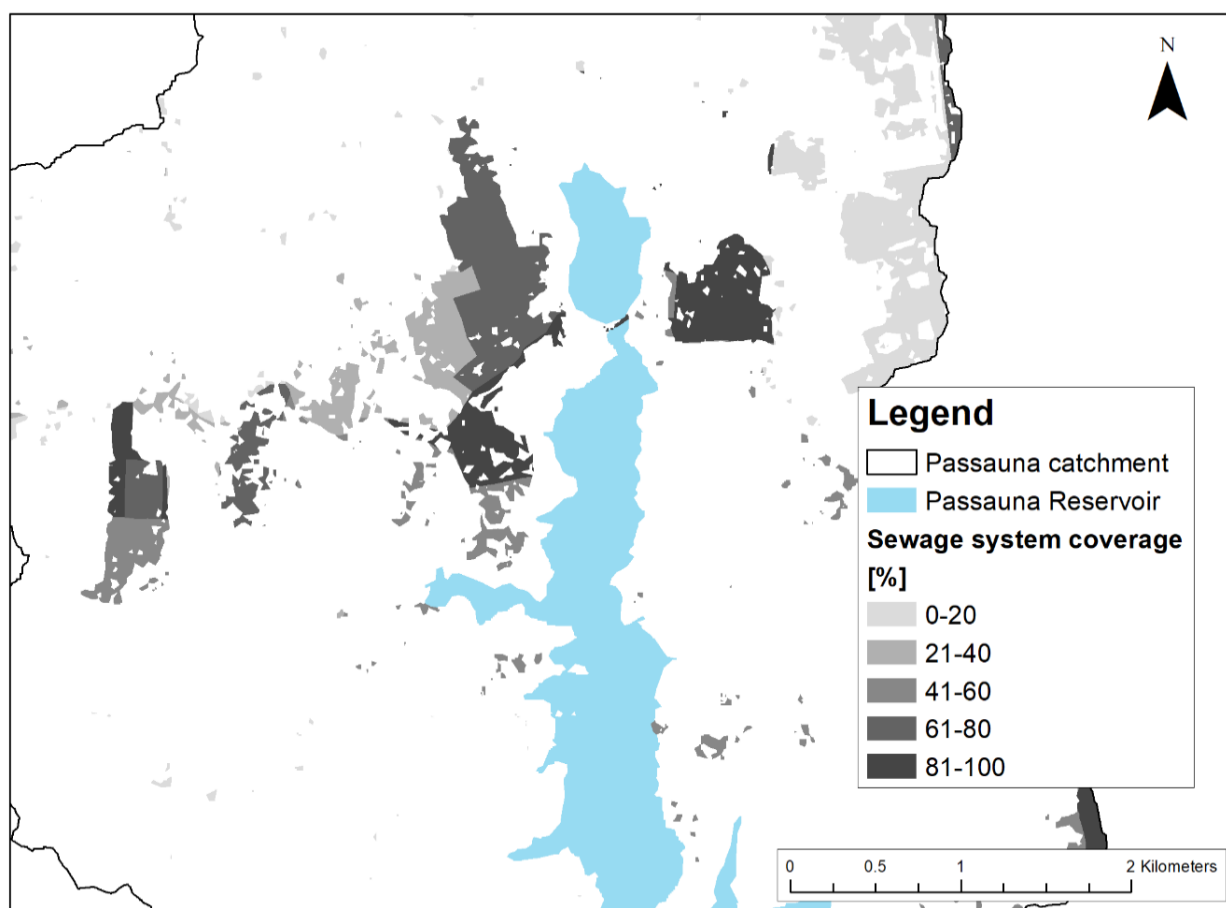 N
Legend
Passauna catchment
Passauna Reservoir
Sewage system coverage
[%]
0-20
21-40
41-60
61-80
81-100
0 0.5 1 2 Kilometers